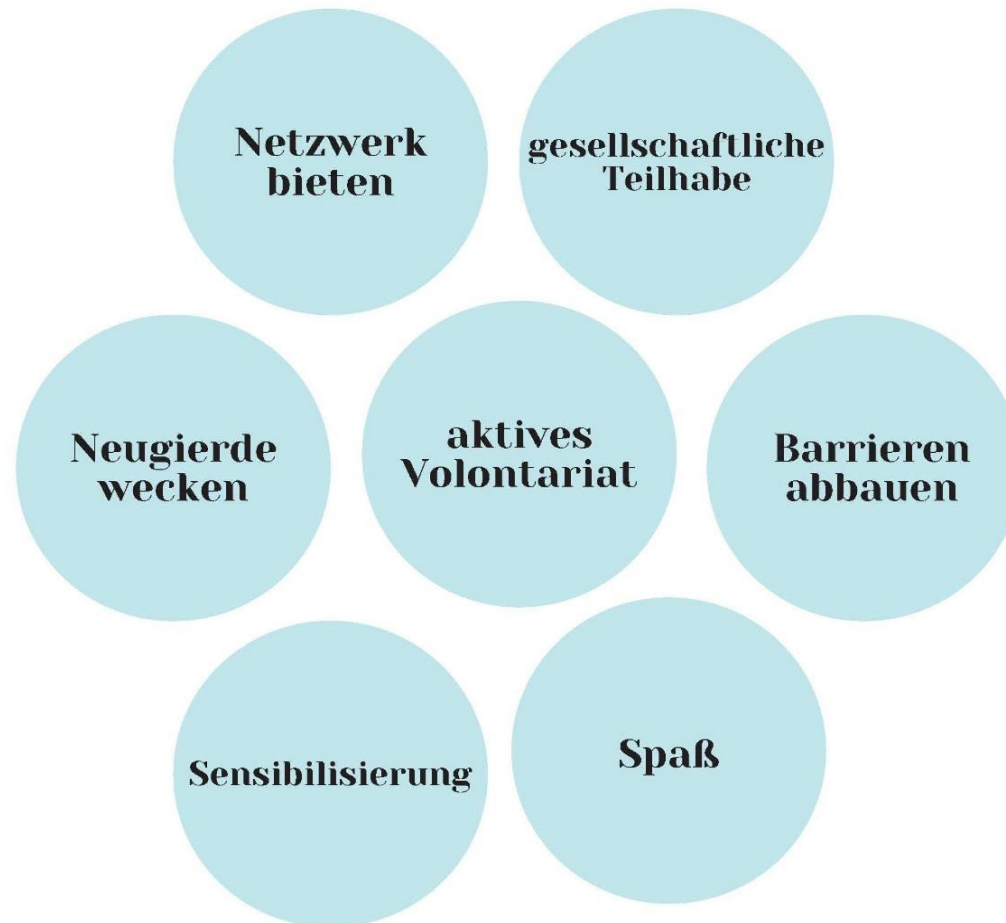 Netzwerk
bieten
gesellschaftliche
Teilhabe
Neugierde
wecken
aktives
Volontariat
Barrieren
abbauen
Sensibilisierung
Spaß